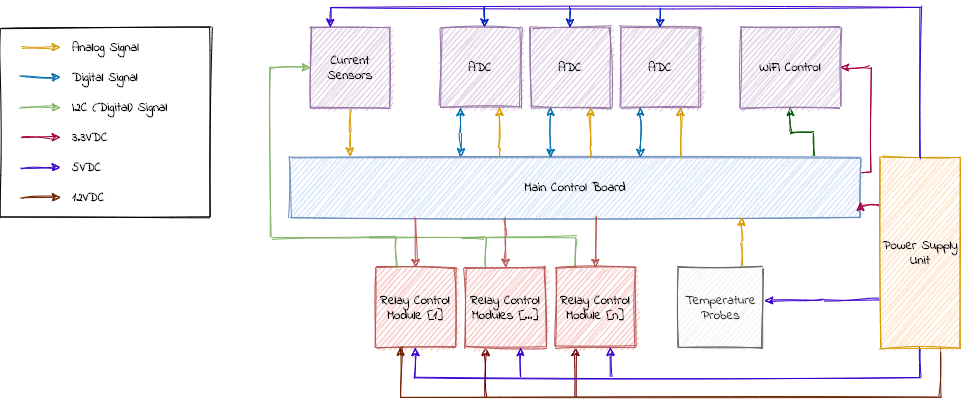 Analog Signal
Digital Signal
I2C (Digital) Signal
3.3VDC
5VDC
12VDC
Current
Sensors
ADC
ADC
ADC
WiFi Control
Main Control Board
Power Supply
Unit
Relay Control
Module [1]
Relay Control
Modules [...]
Relay Control
Module [n]
Temperature
Probes